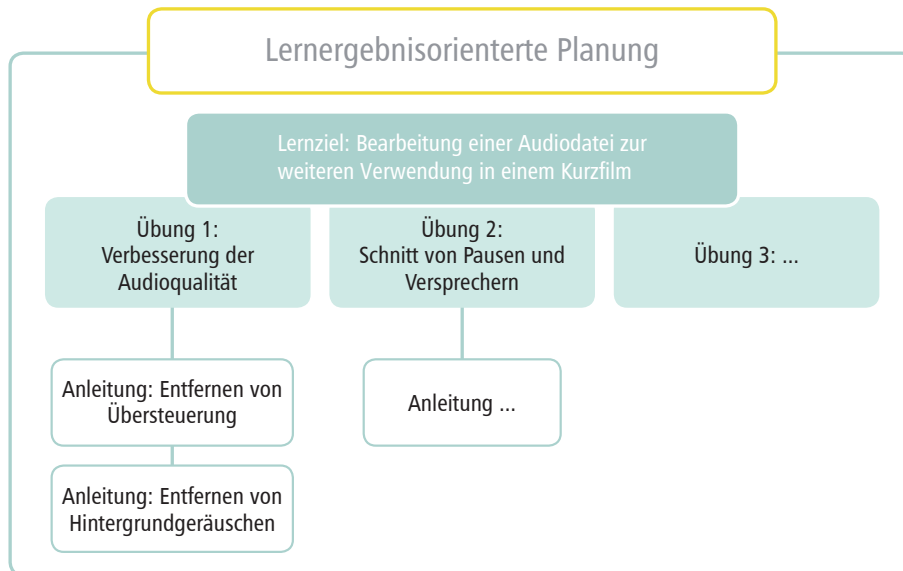 Lernergebnisorienterte Planung
Lernziel: Bearbeitung einer Audiodatei zur
weiteren Verwendung in einem Kurzfilm
Übung 1:
Verbesserung der
Audioqualität
Übung 2:
Schnitt von Pausen und
Versprechern
Übung 3: ...
Anleitung: Entfernen von
Übersteuerung
Anleitung ...
Anleitung: Entfernen von
Hintergrundgeräuschen